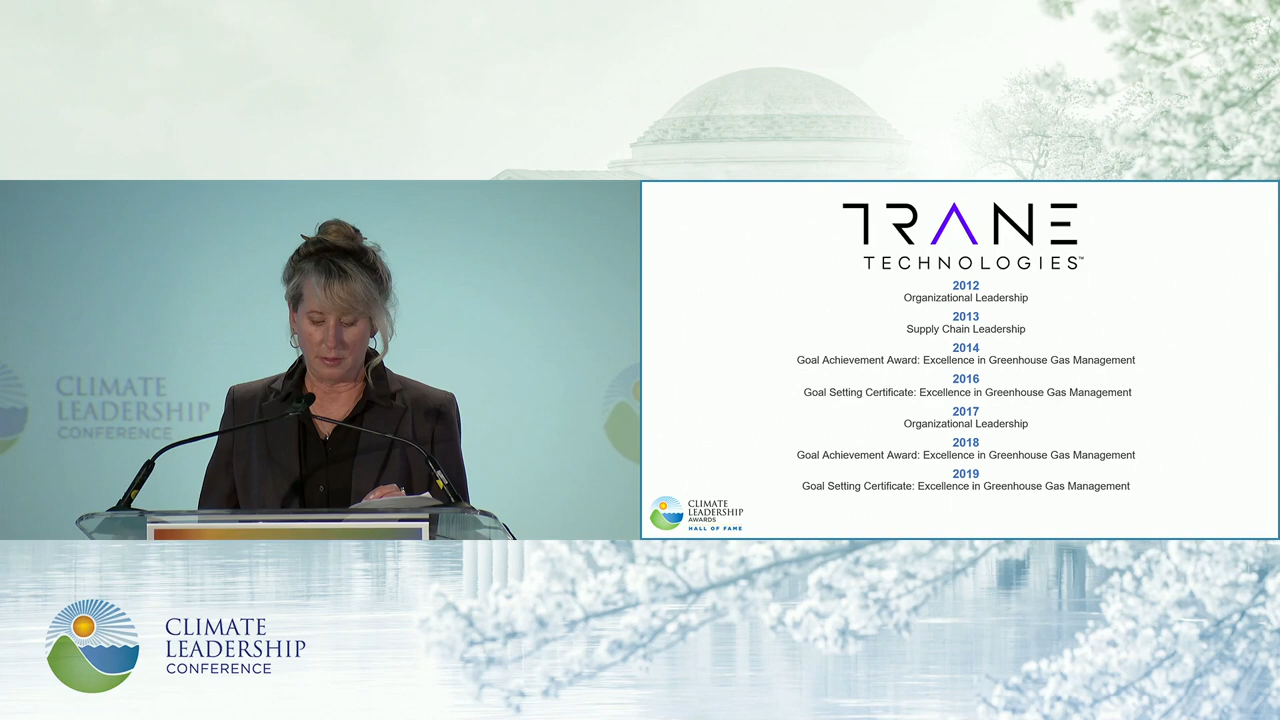 CLIMATE
LEADERSHIP
CONFERENCE
TRANE
TECHNOLOGIES™
2012
Organizational Leadership
2013
Supply Chain Leadership
2014
Goal Achievement Award: Excellence in Greenhouse Gas Management
2016
Goal Setting Certificate: Excellence in Greenhouse Gas Management
2017
Organizational Leadership
2018
Goal Achievement Award: Excellence in Greenhouse Gas Management
2019
Goal Setting Certificate: Excellence in Greenhouse Gas Management
CLIMATE
LEADERSHIP
AWARDS
HALL OF FAME
CLIMATE
LEADERSHIP
CONFERENCE